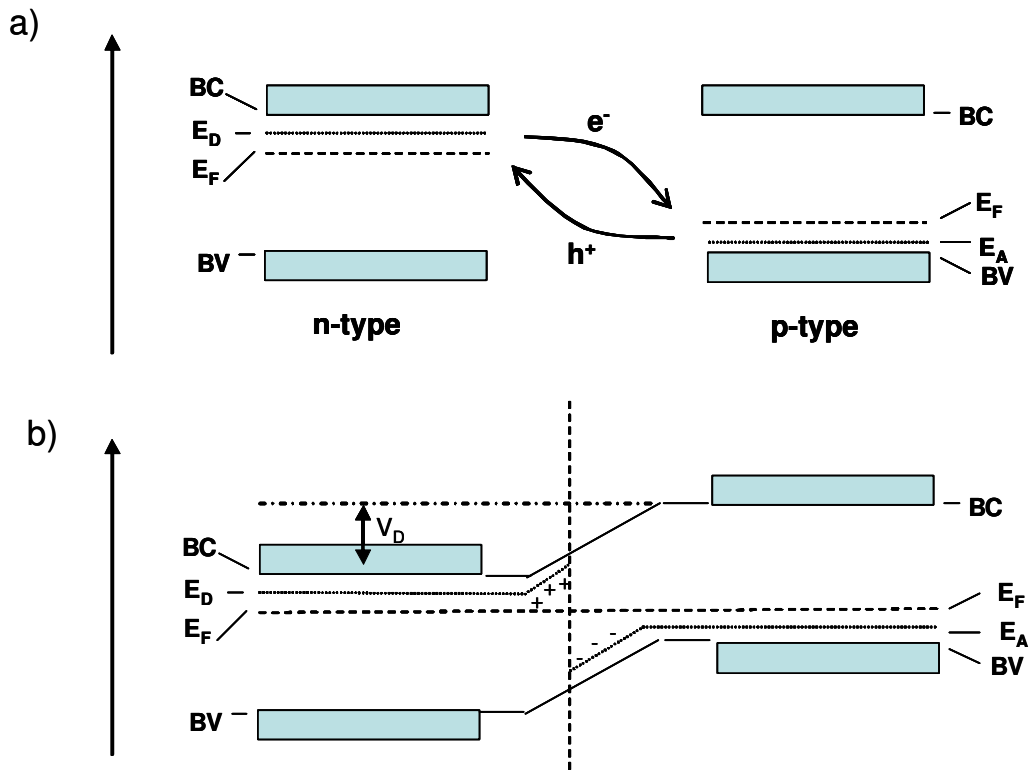 a)
BC
E_D
E_F
BV
n-type
e-
h+
BC
E_F
E_A
BV
p-type
b)
V_D
BC
E_D
E_F
BV
+ + +
- - -
BC
E_F
E_A
BV